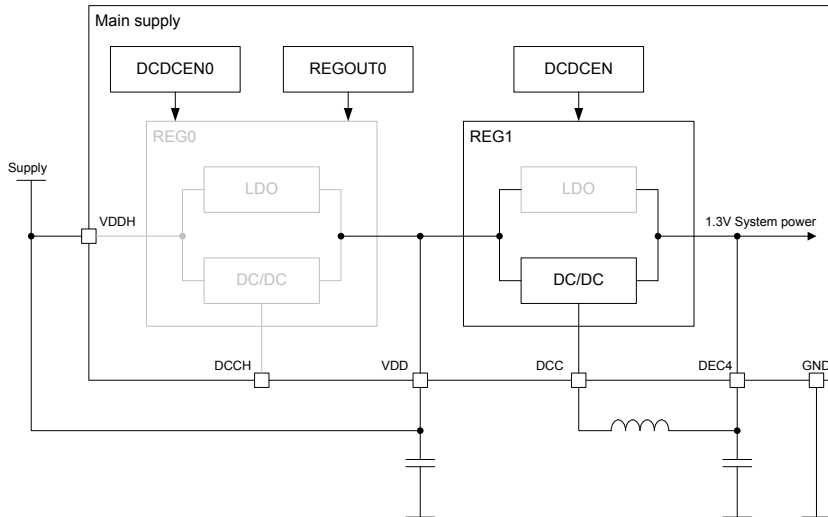 Main supply
DCDCEN0
REGOUT0
DCDCEN
REG0
REG1
Supply
LDO
LDO
VDDH
1.3V System power
DC/DC
DC/DC
DCCH
VDD
DCC
DEC4
GND